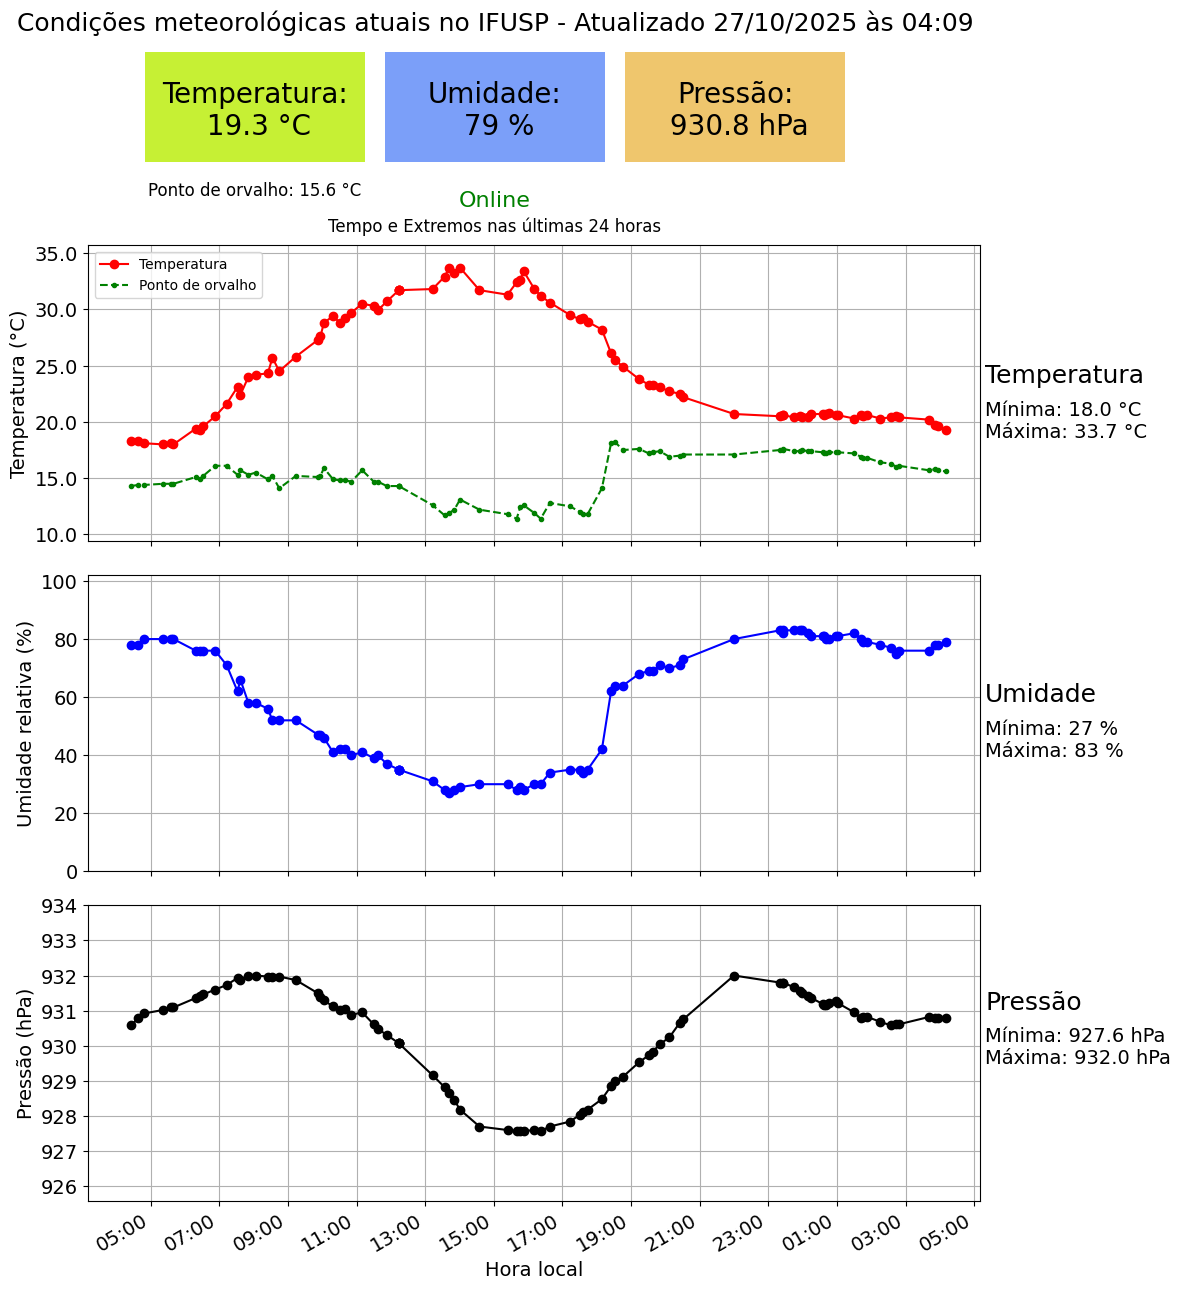 Condições meteorológicas atuais no IFUSP - Atualizado 27/10/2025 às 04:09
Temperatura:
19.3 °C
Umidade:
79 %
Pressão:
930.8 hPa
Ponto de orvalho: 15.6 °C
Online
Tempo e Extremos nas últimas 24 horas
Temperatura (°C)
35.0
30.0
25.0
20.0
15.0
10.0
Temperatura
Ponto de orvalho
Temperatura
Mínima: 18.0 °C
Máxima: 33.7 °C
Umidade relativa (%)
100
80
60
40
20
0
Umidade
Mínima: 27 %
Máxima: 83 %
Pressão (hPa)
934
933
932
931
930
929
928
927
926
Pressão
Mínima: 927.6 hPa
Máxima: 932.0 hPa
05:00
07:00
09:00
11:00
13:00
15:00
17:00
19:00
21:00
23:00
01:00
03:00
05:00
Hora local